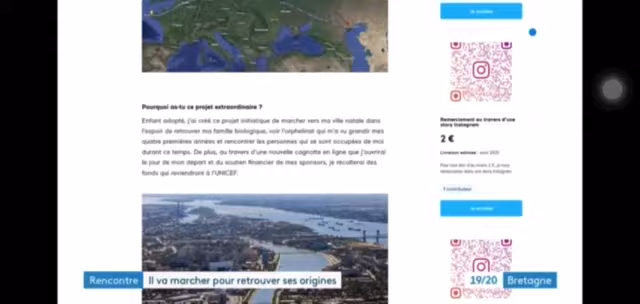 Je soutiens
Pourquoi as-tu ce projet extraordinaire ?
Enfant adopté, j'ai créé ce projet initiatique de marcher vers ma ville natale dans
l'espoir de retrouver ma famille biologique, voir l'orphelinat qui m'a vu grandir mes
quatre premières années et rencontrer les personnes qui se sont occupées de moi
durant ce temps. De plus, au travers d'une nouvelle cagnotte en ligne que j'ouvrirai
le jour de mon départ et du soutien financier de mes sponsors, je récolterai des
fonds qui reviendront à l'UNICEF.
Remerciement au travers d'une
story Instagram
2 €
Livraison estimée
1 contributeur
Je soutiens
Rencontre
Il va marcher pour retrouver ses origines
19/20
Bretagne